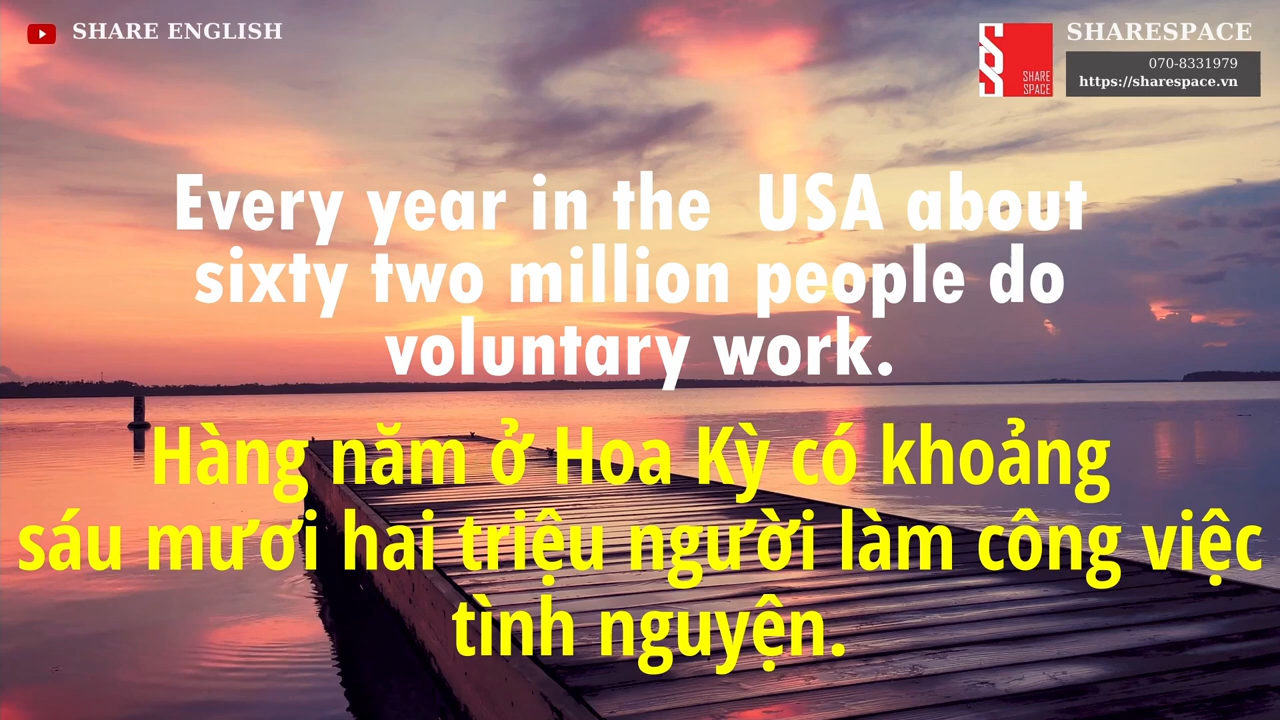 SHARE ENGLISH
SHARESPACE
070-8331979
https://sharespace.vn
SHARE
SPACE
Every year in the  USA about
sixty two million people do
voluntary work.
Hàng năm ở Hoa Kỳ có khoảng
sáu mươi hai triệu người làm công việc
tình nguyện.